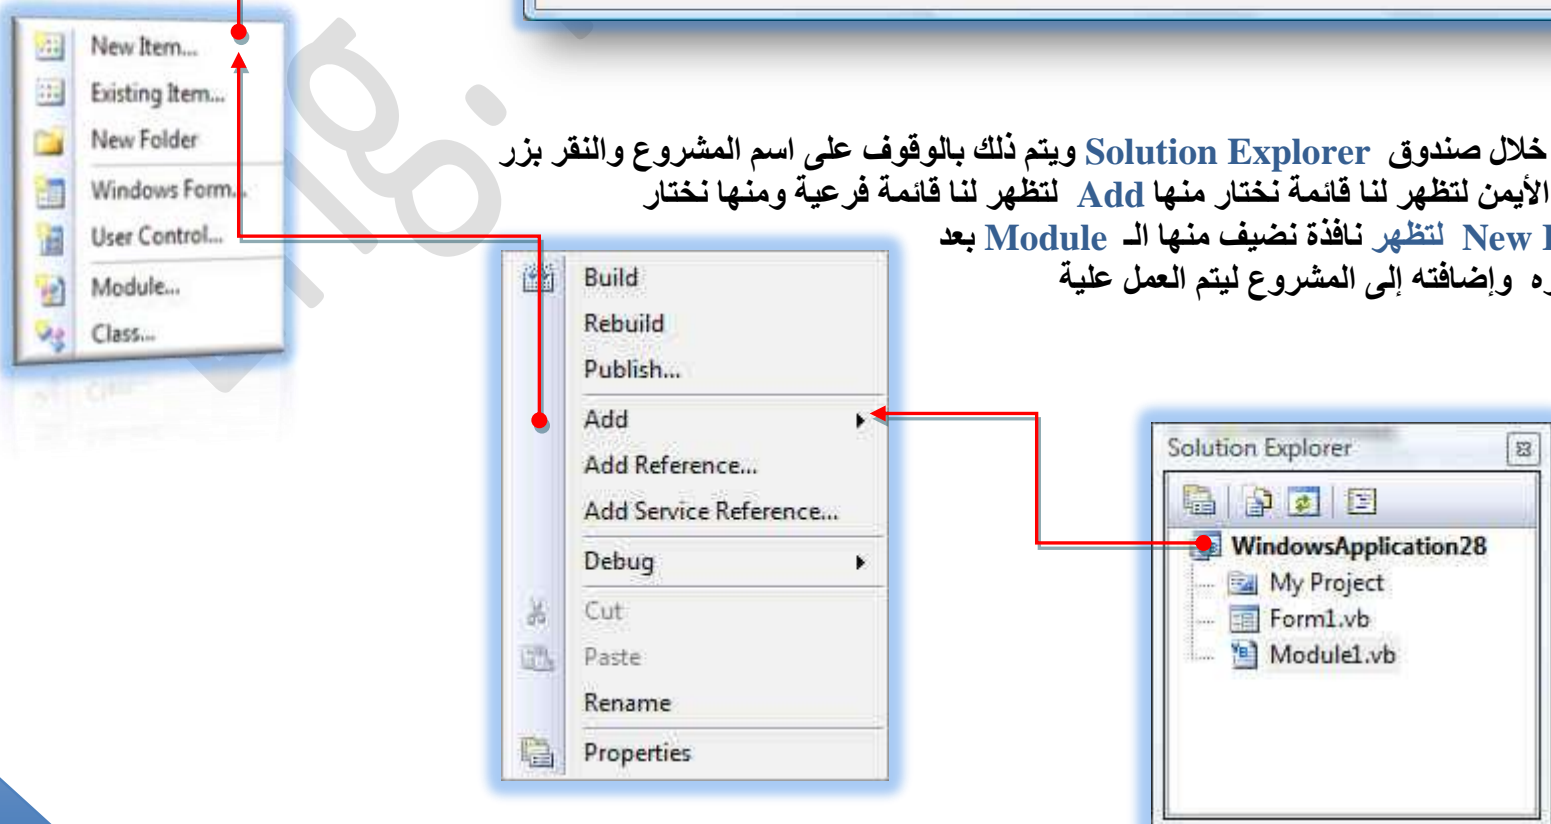 New Item...
Existing Item...
New Folder
Windows Form...
User Control...
Module...
Class...
خلال صندوق Solution Explorer ويتم ذلك بالوقوف على اسم المشروع والنقر بزر
الأيمن لتظهر لنا قائمة نختار منها Add لتظهر لنا قائمة فرعية ومنها نختار
New لتظهر نافذة نضيف منها الـ Module بعد
وإضافته إلى المشروع ليتم العمل علية
Build
Rebuild
Publish...
Add
Add Reference...
Add Service Reference...
Debug
Cut
Paste
Rename
Properties
Solution Explorer
WindowsApplication28
My Project
Form1.vb
Module1.vb